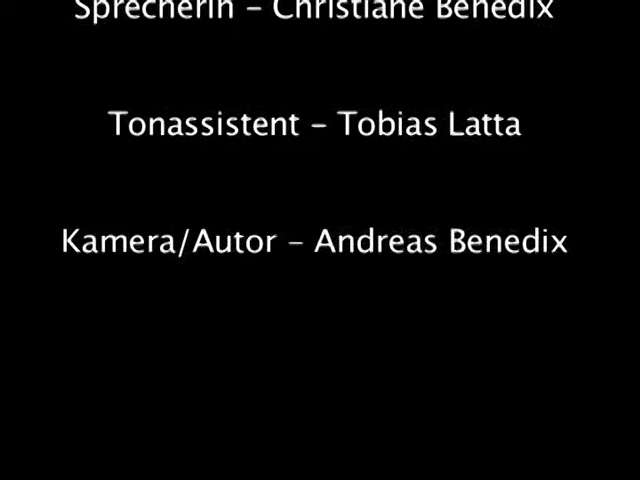 Sprecherin - Christiane Benedix
Tonassistent - Tobias Latta
Kamera/Autor - Andreas Benedix